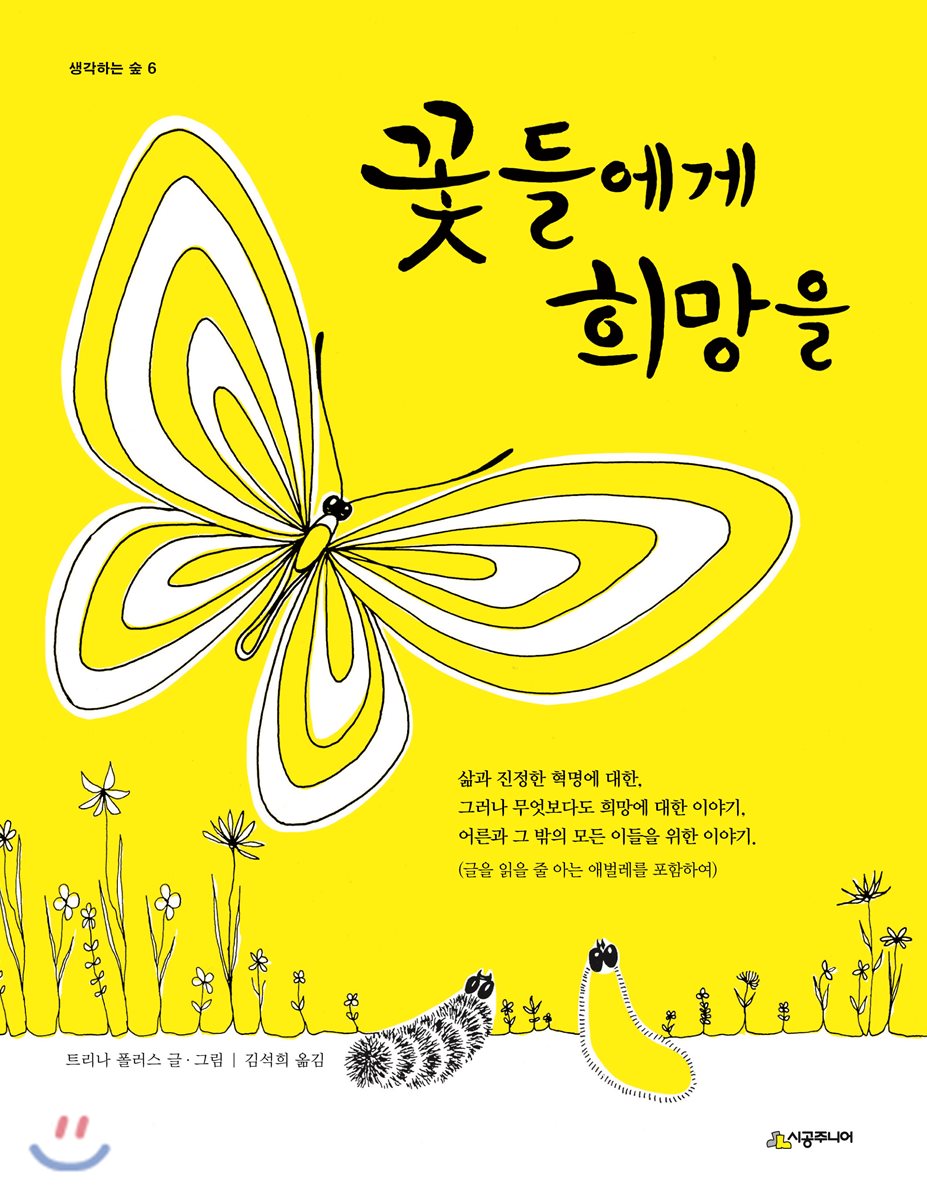 생각하는 숲 6
꽃들에게
희망을
삶과 진정한 혁명에 대한,
그러나 무엇보다도 희망에 대한 이야기,
어른과 그 밖의 모든 이들을 위한 이야기.
(글을 읽을 줄 아는 애벌레를 포함하여)
트리나 폴러스 글·그림 | 김석희 옮김
시공주니어